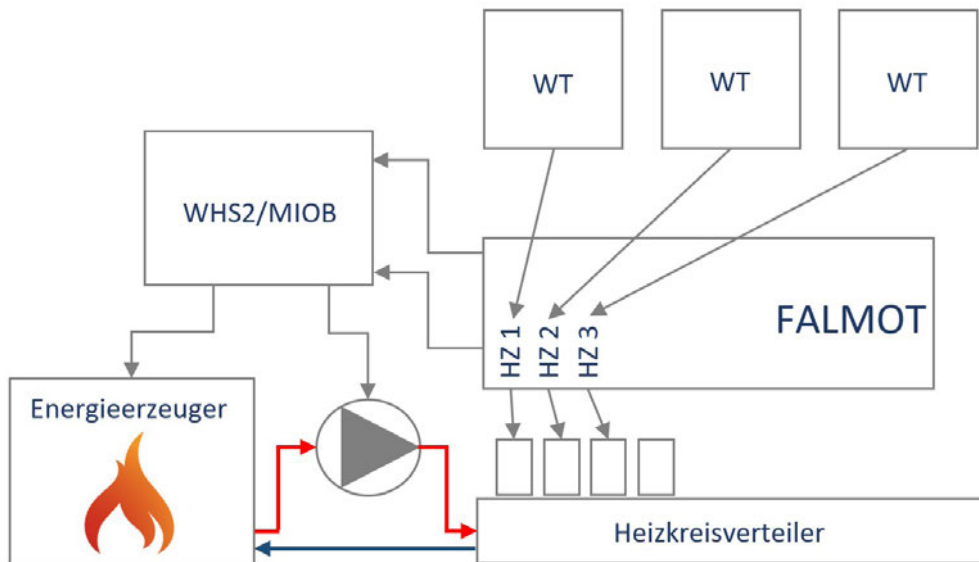 WT
WT
WT
WHS2/MIOB
FALMOT
HZ 1
HZ 2
HZ 3
Energieerzeuger
Heizkreisverteiler